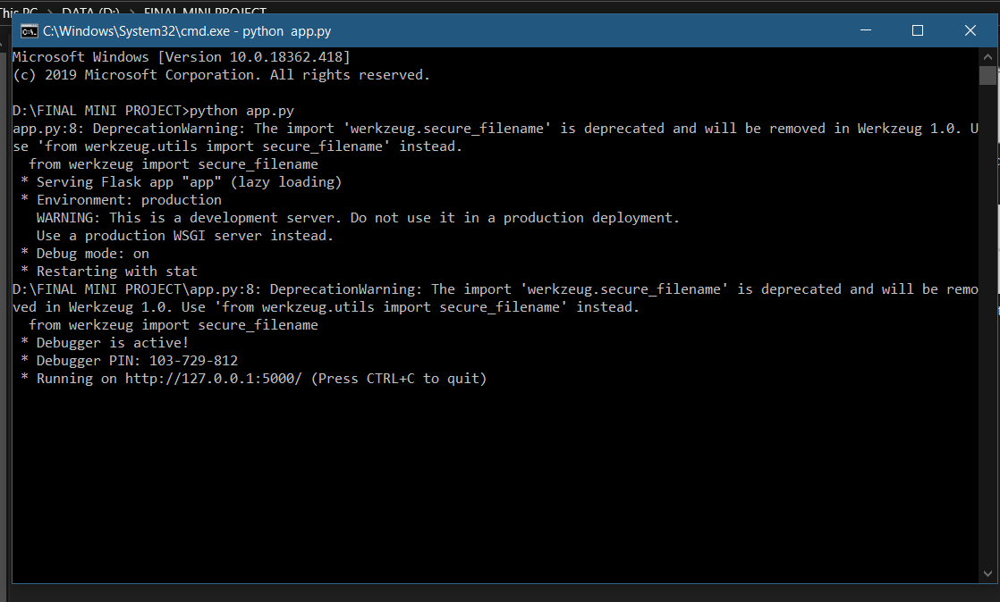 This PC > DATA (D:) > FINAL MINI PROJECT
C:\Windows\System32\cmd.exe - python  app.py
Microsoft Windows [Version 10.0.18362.418]
(c) 2019 Microsoft Corporation. All rights reserved.
D:\FINAL MINI PROJECT>python app.py
app.py:8: DeprecationWarning: The import 'werkzeug.secure_filename' is deprecated and will be removed in Werkzeug 1.0. U
se 'from werkzeug.utils import secure_filename' instead.
  from werkzeug import secure_filename
 * Serving Flask app "app" (lazy loading)
 * Environment: production
   WARNING: This is a development server. Do not use it in a production deployment.
   Use a production WSGI server instead.
 * Debug mode: on
 * Restarting with stat
D:\FINAL MINI PROJECT\app.py:8: DeprecationWarning: The import 'werkzeug.secure_filename' is deprecated and will be remo
ved in Werkzeug 1.0. Use 'from werkzeug.utils import secure_filename' instead.
  from werkzeug import secure_filename
 * Debugger is active!
 * Debugger PIN: 103-729-812
 * Running on http://127.0.0.1:5000/ (Press CTRL+C to quit)